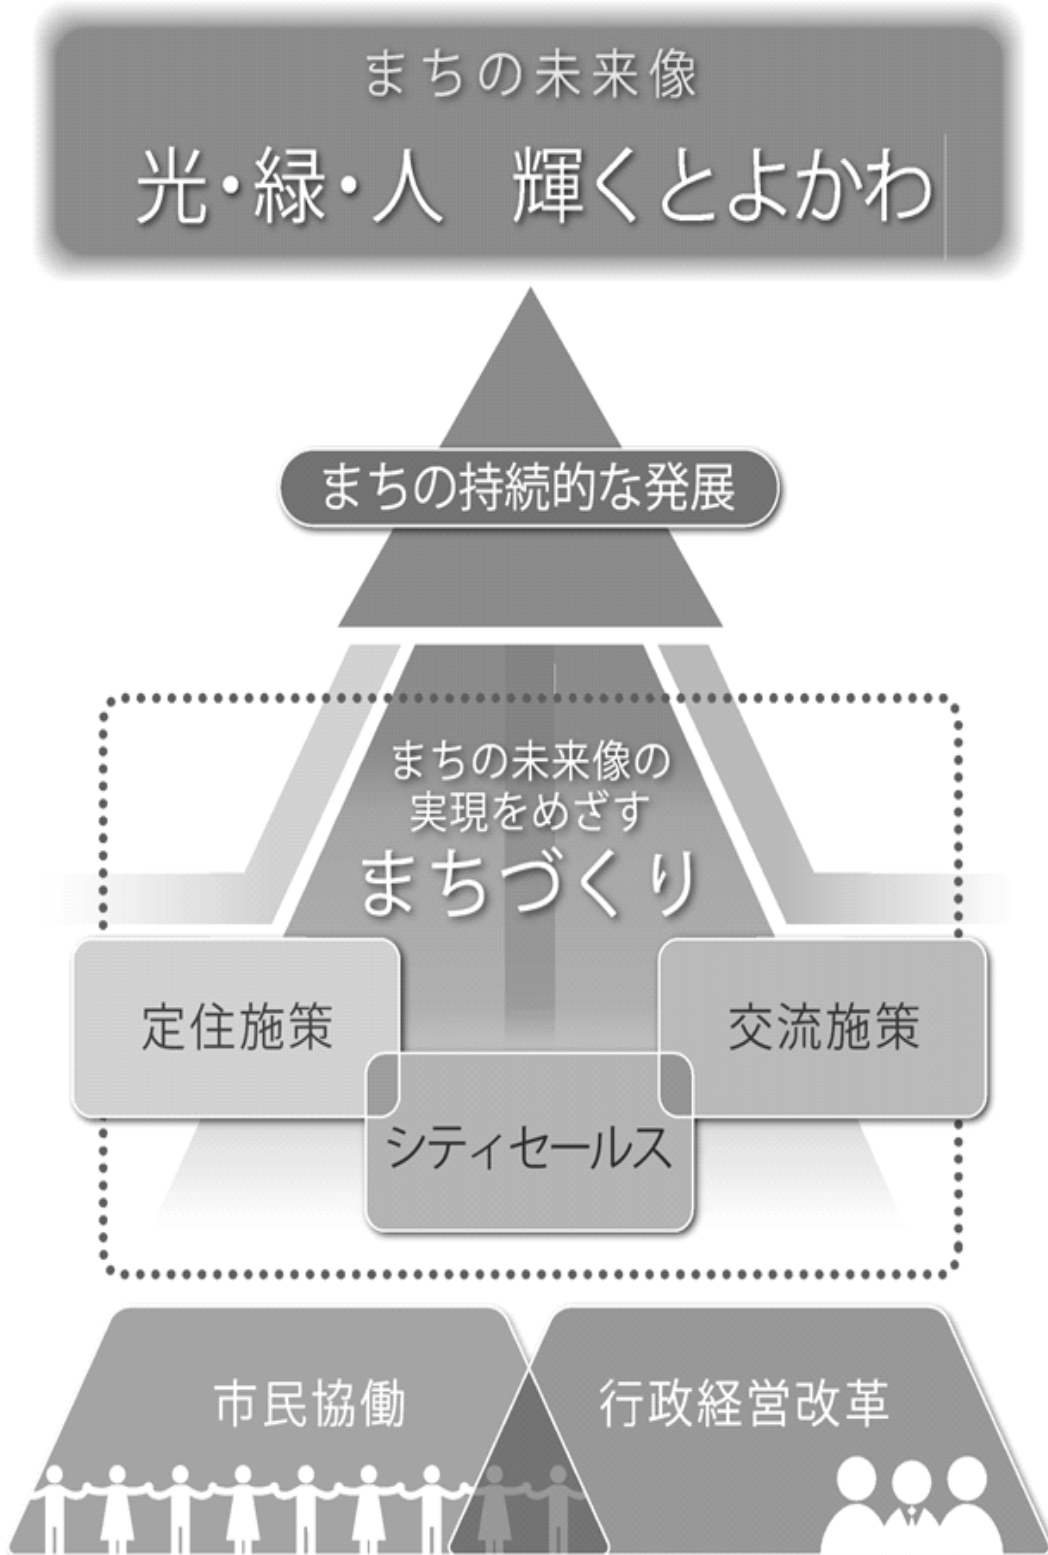 まちの未来像
光・緑・人　輝くとよかわ
まちの持続的な発展
まちの未来像の
実現をめざす
まちづくり
定住施策
交流施策
シティセールス
市民協働
行政経営改革